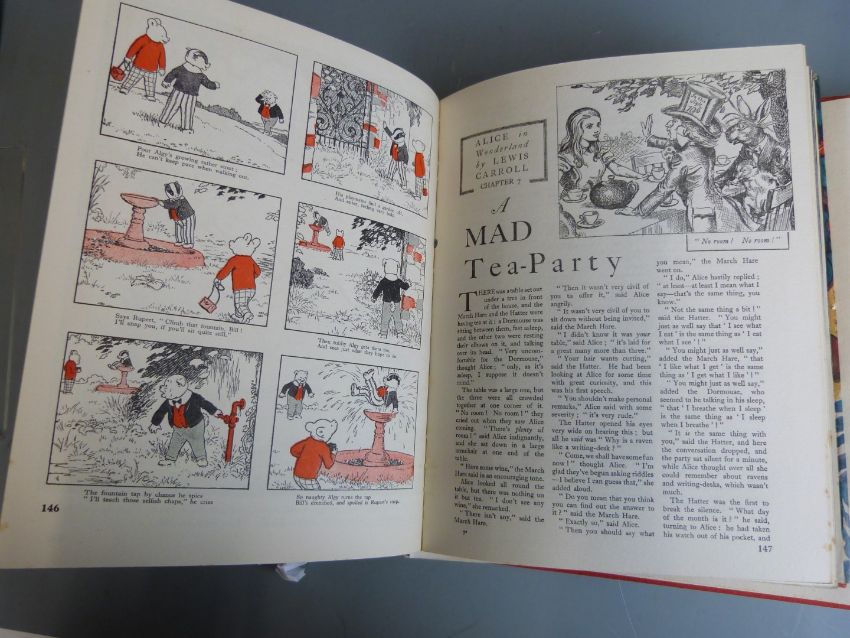 Poor Algy's growing rather stout;
He can't keep pace when walking out.
His playmates
And enter, feeling very bold.
Says Rupert, "Climb that fountain, Bill!
I'll snap you, if you'll sit quite still."
Then tubby Algy gets there too,
And sees just what they hope to do.
The fountain tap by chance he spies
"I'll teach those selfish chaps," he cries
So naughty Algy turns the tap
Bill's drenched, and spoiled is Rupert's snap.
146
ALICE in
Wonderland
by LEWIS
CARROLL
CHAPTER 7
"No room! No room!"
A
MAD
Tea-Party
THERE was a table set out
under a tree in front
of the house, and the
March Hare and the Hatter were
having tea at it; a Dormouse was
sitting between them, fast asleep,
and the other two were resting
their elbows on it, and talking
over its head. "Very uncom-
fortable for the Dormouse,"
thought Alice; "only, as it's
asleep, I suppose it doesn't
mind."
The table was a large one, but
the three were all crowded
together at one corner of it.
"No room! No room!" they
cried out when they saw Alice
coming. "There's plenty of
room!" said Alice indignantly,
and she sat down in a large
armchair at one end of the
table.
"Have some wine," the March
Hare said in an encouraging tone.
Alice looked all round the
table, but there was nothing on
it but tea. "I don't see any
wine," she remarked.
"There isn't any," said the
March Hare.
"Then it wasn't very civil of
you to offer it," said Alice
angrily.
"It wasn't very civil of you to
sit down without being invited,"
said the March Hare.
"I didn't know it was your
table," said Alice; "it's laid for
a great many more than three."
"Your hair wants cutting,"
said the Hatter. He had been
looking at Alice for some time
with great curiosity, and this
was his first speech.
"You shouldn't make personal
remarks," Alice said with some
severity; "it's very rude."
The Hatter opened his eyes
very wide on hearing this; but
all he said was "Why is a raven
like a writing-desk?"
"Come, we shall have some fun
now!" thought Alice. "I'm
glad they've begun asking riddles
—I believe I can guess that," she
added aloud.
"Do you mean that you think
you can find out the answer to
it?" said the March Hare.
"Exactly so," said Alice.
"Then you should say what
you mean," the March Hare
went on.
"I do," Alice hastily replied;
"at least—at least I mean what I
say—that's the same thing, you
know."
"Not the same thing a bit!"
said the Hatter. "You might
just as well say that 'I see what
I eat' is the same thing as 'I eat
what I see'!"
"You might just as well say,"
added the March Hare, "that
'I like what I get' is the same
thing as 'I get what I like'!"
"You might just as well say,"
added the Dormouse, who
seemed to be talking in his sleep,
"that 'I breathe when I sleep'
is the same thing as 'I sleep
when I breathe'!"
"It is the same thing with
you," said the Hatter, and here
the conversation dropped, and
the party sat silent for a minute,
while Alice thought over all she
could remember about ravens
and writing-desks, which wasn't
much.
The Hatter was the first to
break the silence. "What day
of the month is it?" he said,
turning to Alice: he had taken
his watch out of his pocket, and
147